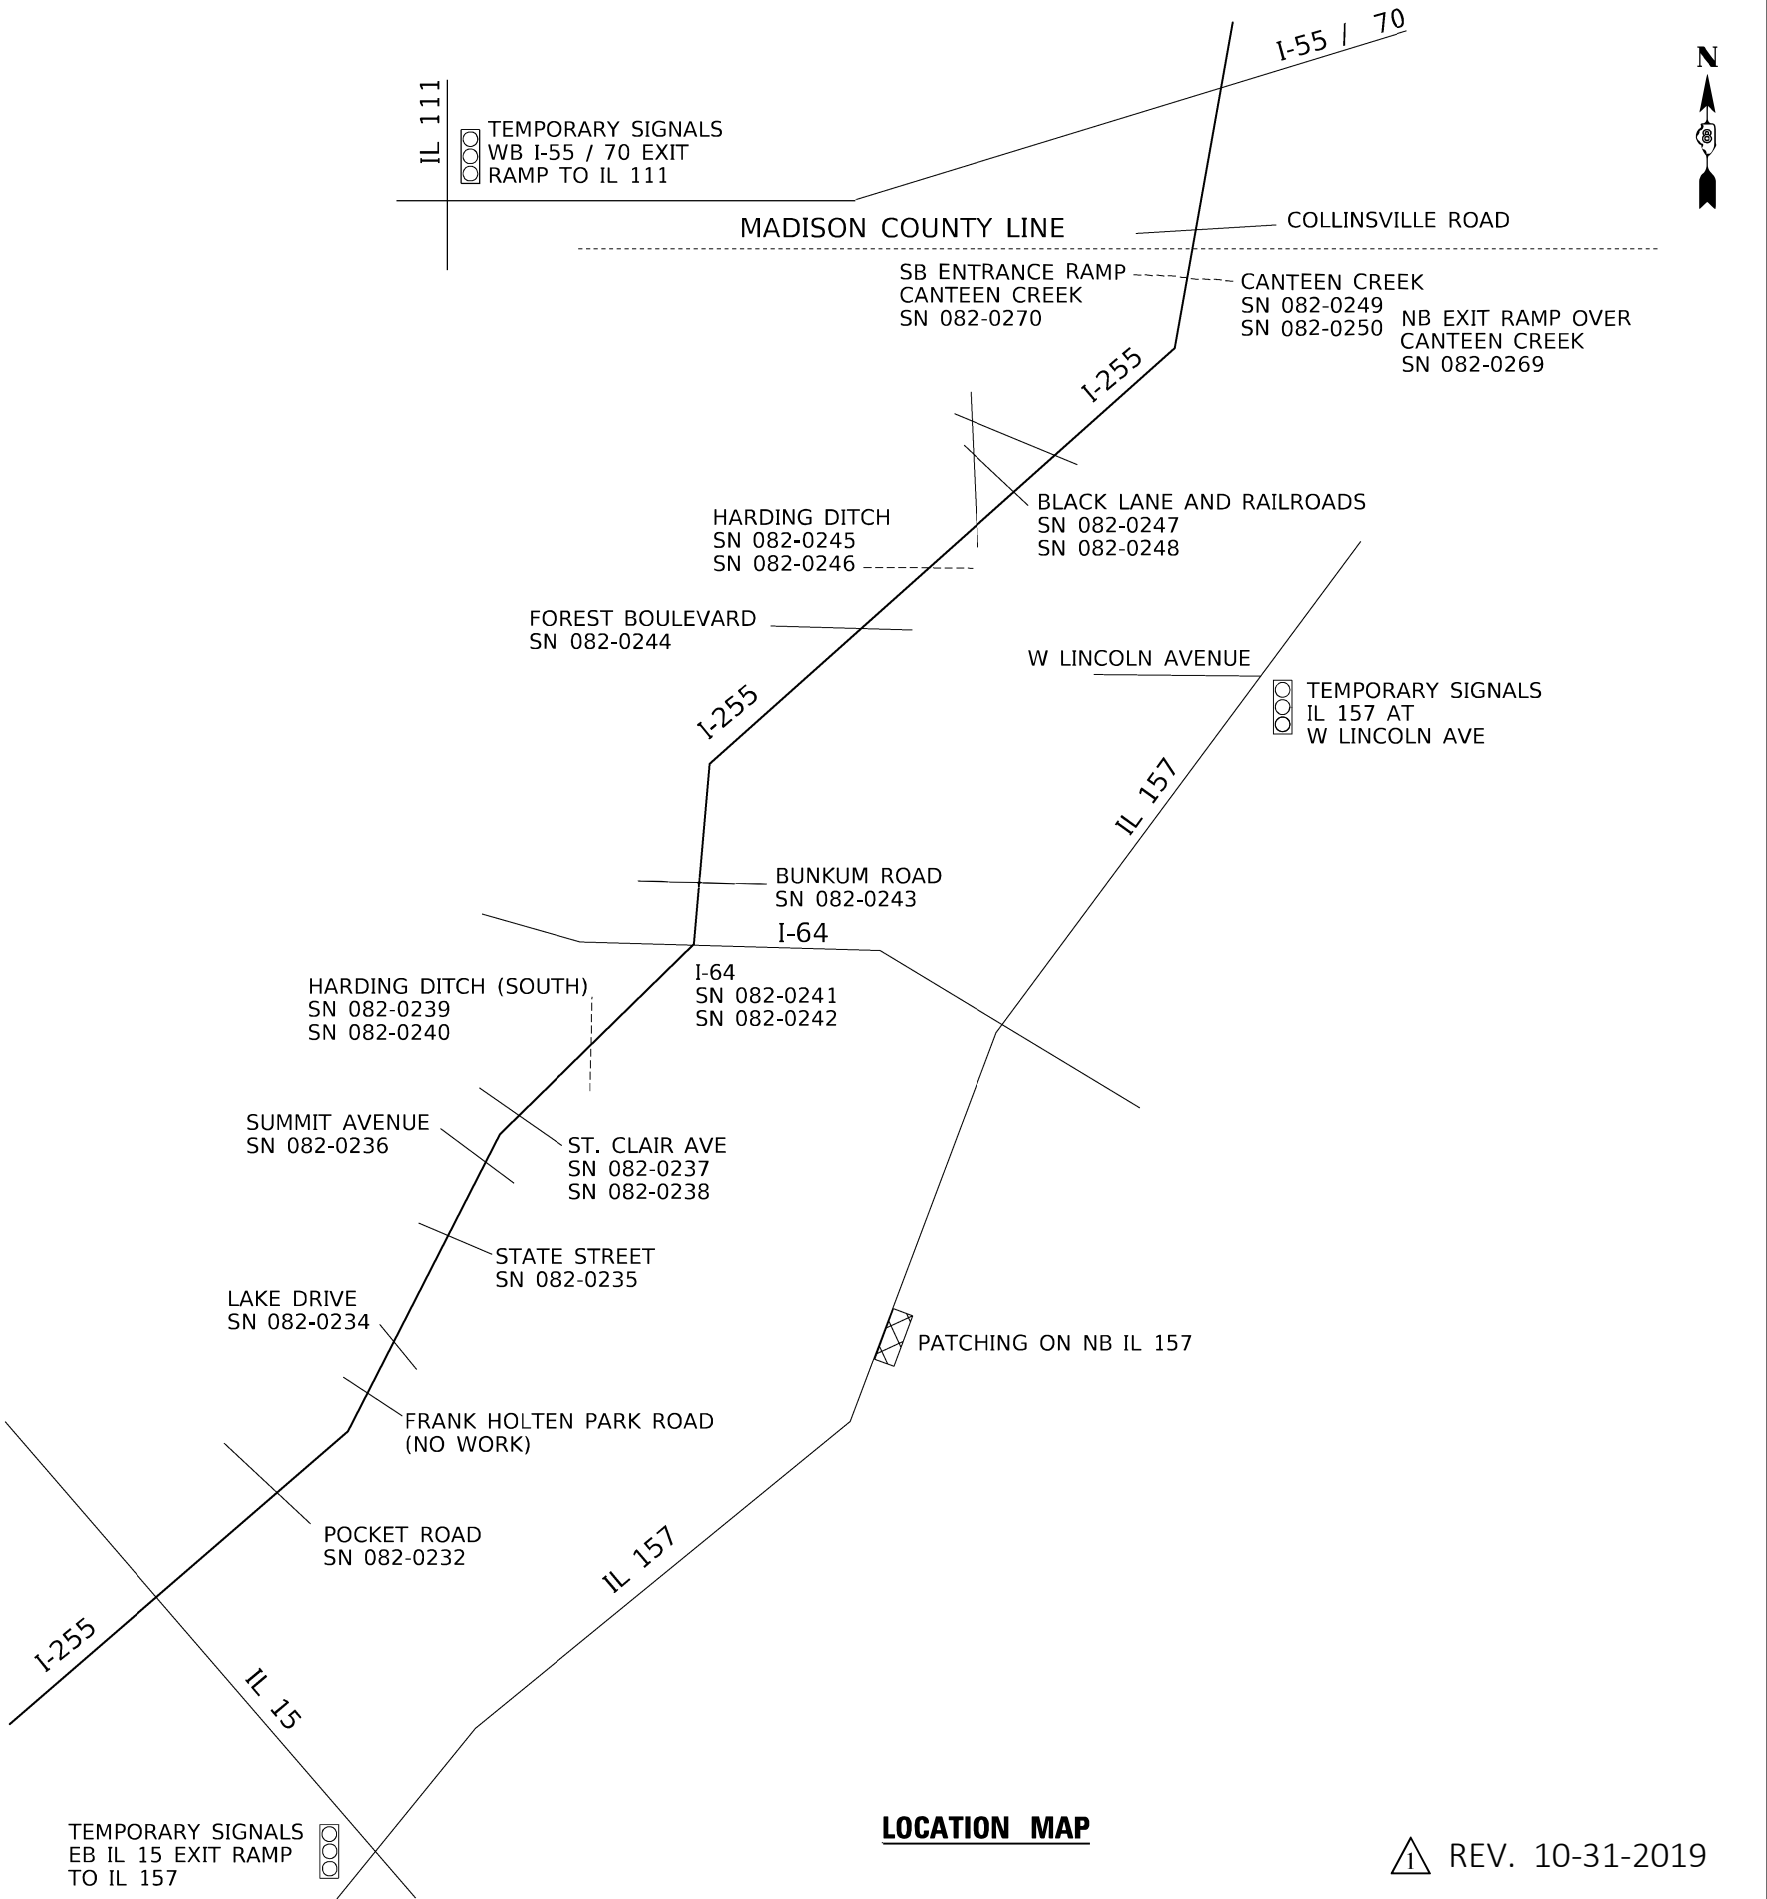 I-55 / 70
N
IL 111
TEMPORARY SIGNALS
WB I-55 / 70 EXIT
RAMP TO IL 111
8
MADISON COUNTY LINE
COLLINSVILLE ROAD
SB ENTRANCE RAMP
CANTEEN CREEK
SN 082-0270
CANTEEN CREEK
SN 082-0249
SN 082-0250
NB EXIT RAMP OVER
CANTEEN CREEK
SN 082-0269
I-255
BLACK LANE AND RAILROADS
SN 082-0247
SN 082-0248
HARDING DITCH
SN 082-0245
SN 082-0246
FOREST BOULEVARD
SN 082-0244
W LINCOLN AVENUE
TEMPORARY SIGNALS
IL 157 AT
W LINCOLN AVE
I-255
IL 157
BUNKUM ROAD
SN 082-0243
I-64
I-64
SN 082-0241
SN 082-0242
HARDING DITCH (SOUTH)
SN 082-0239
SN 082-0240
SUMMIT AVENUE
SN 082-0236
ST. CLAIR AVE
SN 082-0237
SN 082-0238
STATE STREET
SN 082-0235
LAKE DRIVE
SN 082-0234
PATCHING ON NB IL 157
FRANK HOLTEN PARK ROAD
(NO WORK)
POCKET ROAD
SN 082-0232
IL 157
I-255
IL 15
TEMPORARY SIGNALS
EB IL 15 EXIT RAMP
TO IL 157
LOCATION MAP
1 REV. 10-31-2019